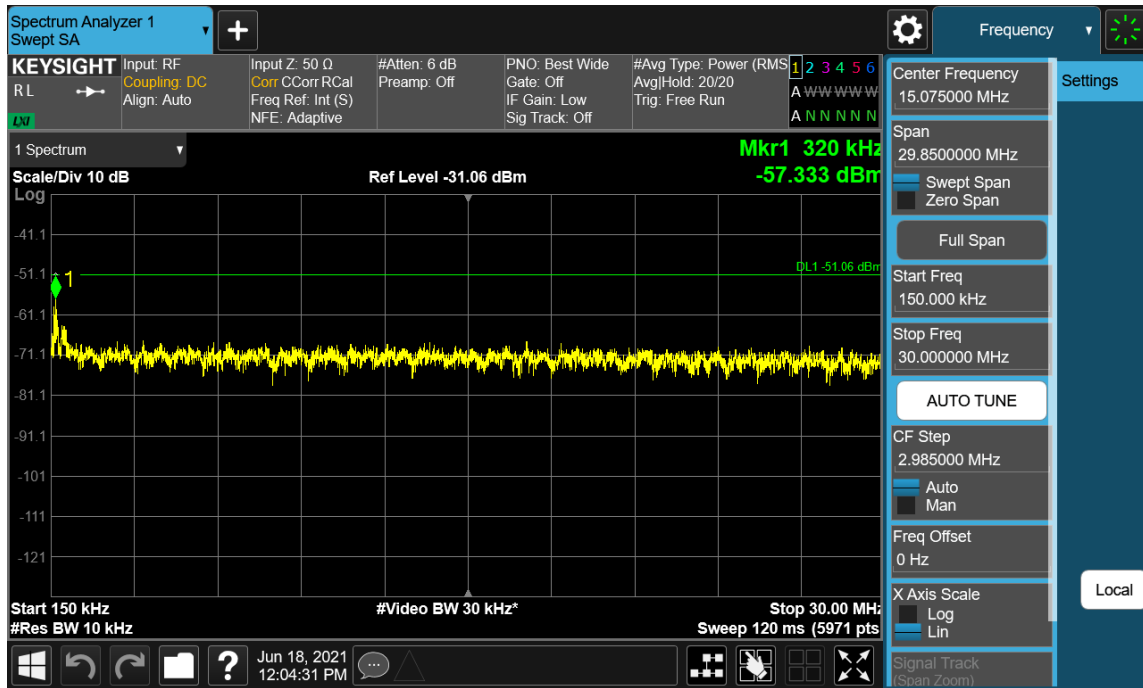 Spectrum Analyzer 1
Swept SA
+
Frequency
KEYSIGHT
RL
LXI
Input: RF
Coupling: DC
Align: Auto
Input Z: 50 Ω
Corr CCorr RCal
Freq Ref: Int (S)
NFE: Adaptive
#Atten: 6 dB
Preamp: Off
PNO: Best Wide
Gate: Off
IF Gain: Low
Sig Track: Off
#Avg Type: Power (RMS
Avg|Hold: 20/20
Trig: Free Run
1 2 3 4 5 6
A W W W W W
A N N N N N
1 Spectrum
Mkr1 320 kHz
-57.333 dBm
Scale/Div 10 dB
Ref Level -31.06 dBm
Log
-41.1
-51.1
1
DL1 -51.06 dBm
-61.1
-71.1
-81.1
-91.1
-101
-111
-121
Start 150 kHz
#Video BW 30 kHz*
Stop 30.00 MHz
#Res BW 10 kHz
Sweep 120 ms (5971 pts
?
Jun 18, 2021
12:04:31 PM
Center Frequency
15.075000 MHz
Settings
Span
29.8500000 MHz
Swept Span
Zero Span
Full Span
Start Freq
150.000 kHz
Stop Freq
30.000000 MHz
AUTO TUNE
CF Step
2.985000 MHz
Auto
Man
Freq Offset
0 Hz
Local
X Axis Scale
Log
Lin
Signal Track
(Span Zoom)